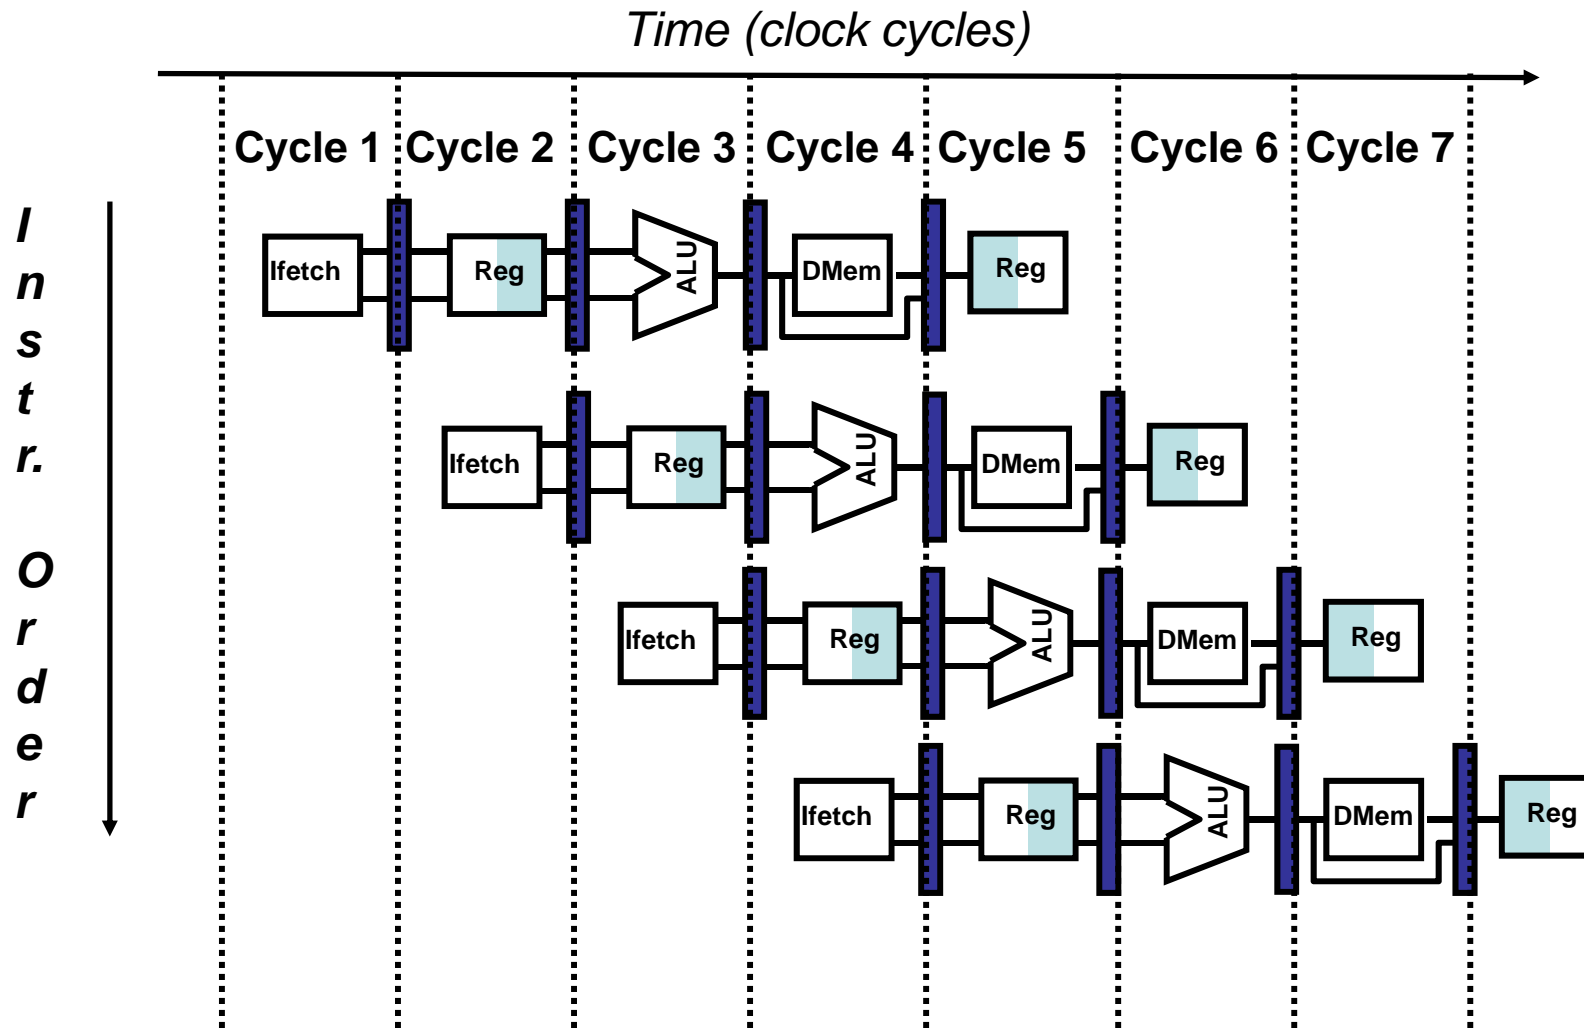 Time (clock cycles)
Cycle 1 Cycle 2 Cycle 3 Cycle 4 Cycle 5 Cycle 6 Cycle 7
I
n
s
t
r.
O
r
d
e
r
Ifetch Reg ALU DMem Reg
Ifetch Reg ALU DMem Reg
Ifetch Reg ALU DMem Reg
Ifetch Reg ALU DMem Reg